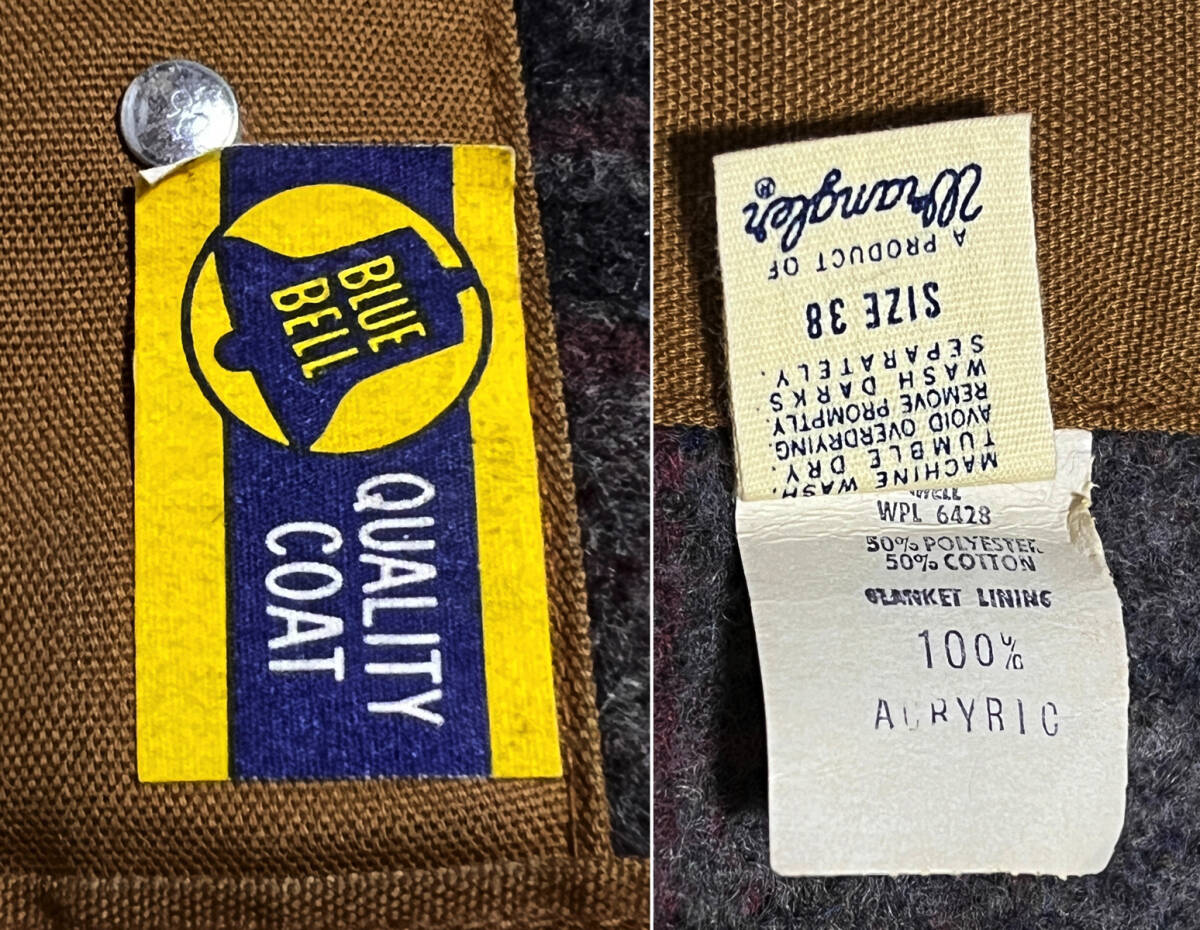 BLUE
BELL
QUALITY
COAT
Wrangler®
A PRODUCT OF
SIZE 38
SEPARATELY.
WASH DARKS
REMOVE PROMPTLY.
AVOID OVERDRYING.
TUMBLE DRY.
MACHINE WASH.
WPL 6428
50% POLYESTER
50% COTTON
BLANKET LINING
100%
ACRYRIC